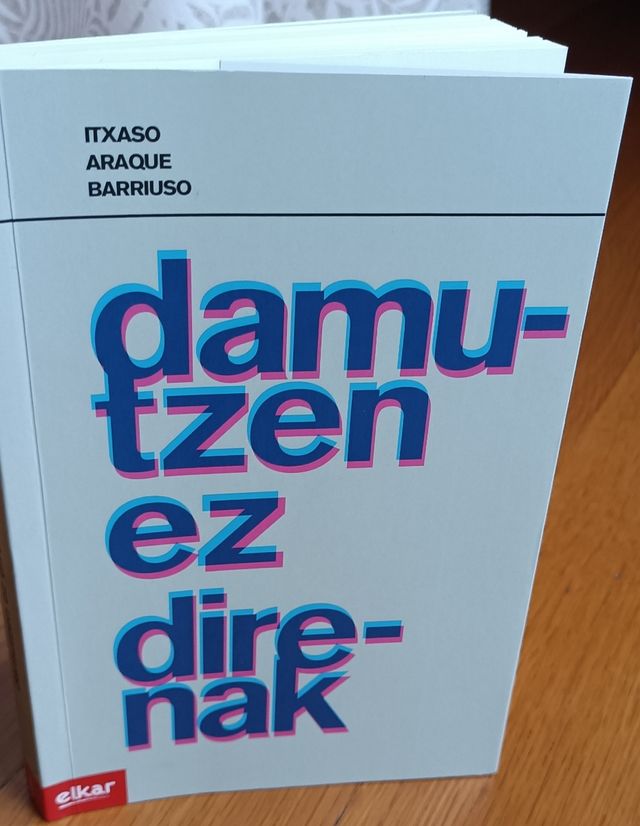 ITXASO
ARAQUE
BARRIUSO
damu-
tzen
ez
dire-
nak
elkar